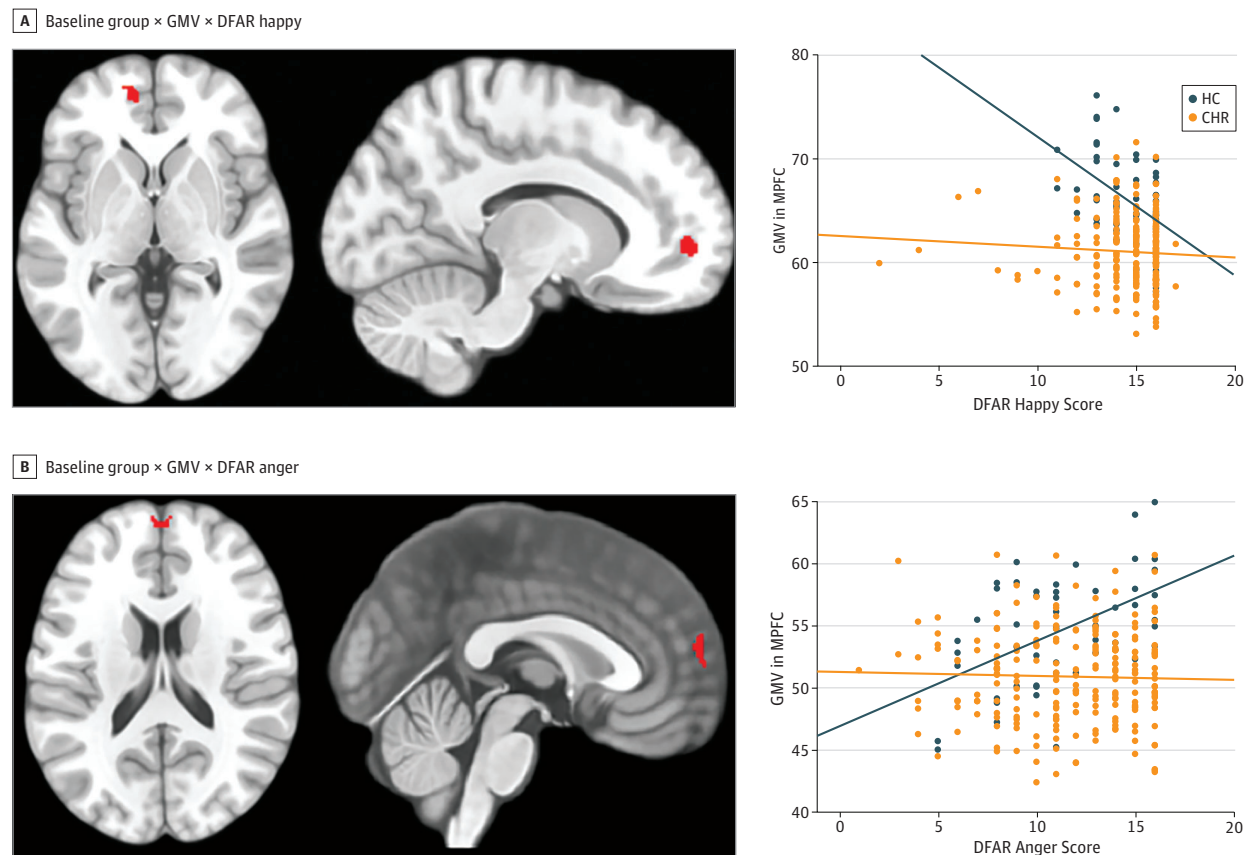 A Baseline group × GMV × DFAR happy
80
70
60
50
GMV in MPFC
HC
CHR
0 5 10 15 20
DFAR Happy Score
B Baseline group × GMV × DFAR anger
65
60
55
50
45
40
GMV in MPFC
0 5 10 15 20
DFAR Anger Score